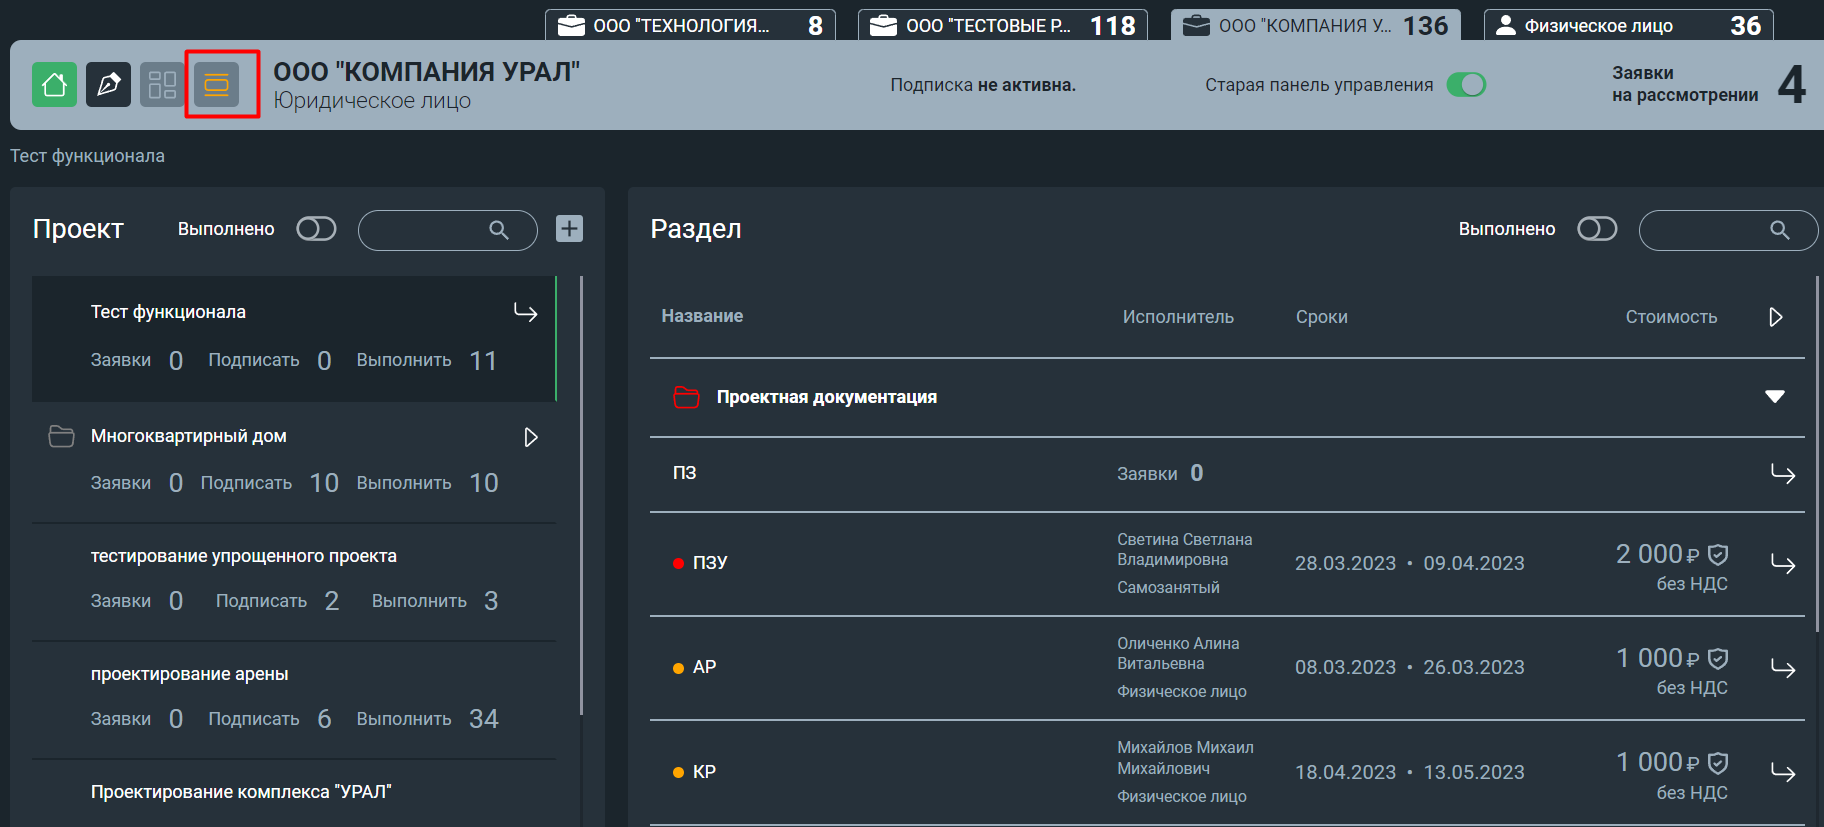 ООО "ТЕХНОЛОГИЯ... 8
ООО "ТЕСТОВЫЕ Р... 118
ООО "КОМПАНИЯ У... 136
Физическое лицо 36
ООО "КОМПАНИЯ УРАЛ"
Юридическое лицо
Подписка не активна.
Старая панель управления
Заявки
на рассмотрении 4
Тест функционала
Проект Выполнено
Тест функционала
Заявки 0 Подписать 0 Выполнить 11
Многоквартирный дом
Заявки 0 Подписать 10 Выполнить 10
тестирование упрощенного проекта
Заявки 0 Подписать 2 Выполнить 3
проектирование арены
Заявки 0 Подписать 6 Выполнить 34
Проектирование комплекса "УРАЛ"
Раздел Выполнено
Название Исполнитель Сроки Стоимость
Проектная документация
ПЗ Заявки 0
ПЗУ
Светина Светлана
Владимировна
Самозанятый
28.03.2023 • 09.04.2023
2 000 ₽
без НДС
АР
Оличенко Алина
Витальевна
Физическое лицо
08.03.2023 • 26.03.2023
1 000 ₽
без НДС
КР
Михайлов Михаил
Михайлович
Физическое лицо
18.04.2023 • 13.05.2023
1 000 ₽
без НДС